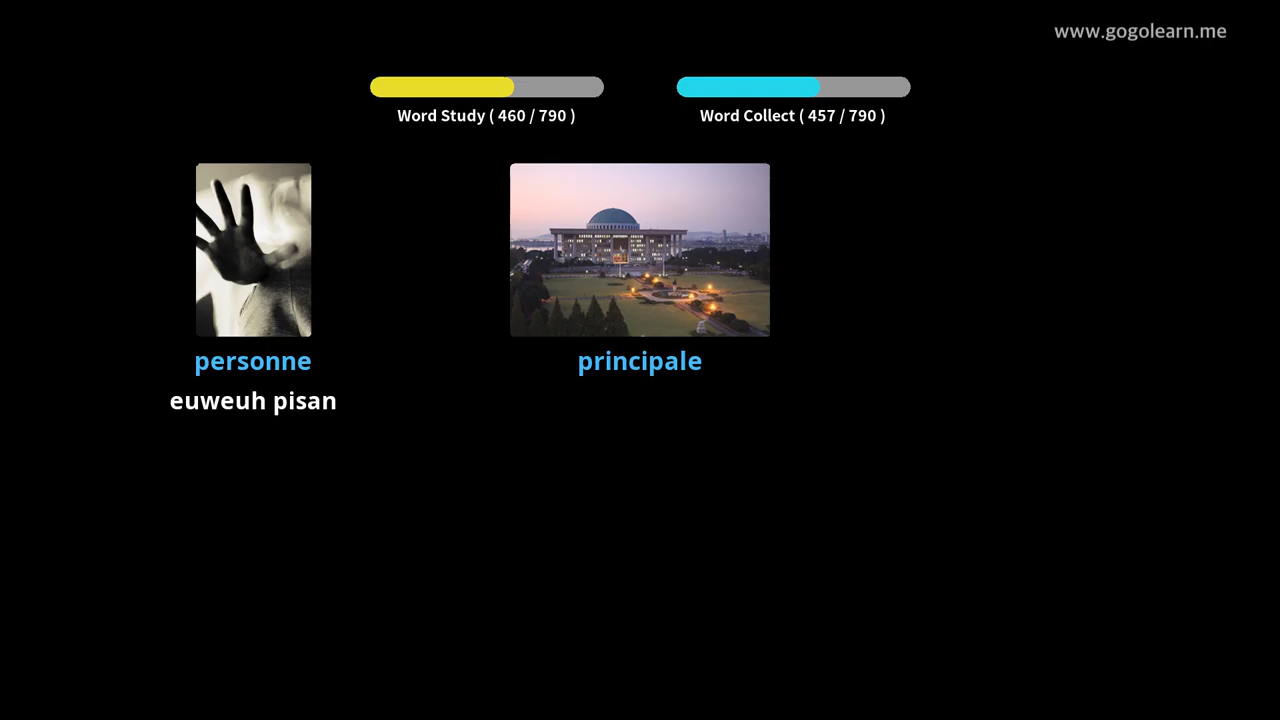 www.gogolearn.me
Word Study ( 460 / 790 )
Word Collect ( 457 / 790 )
personne
principale
euweuh pisan